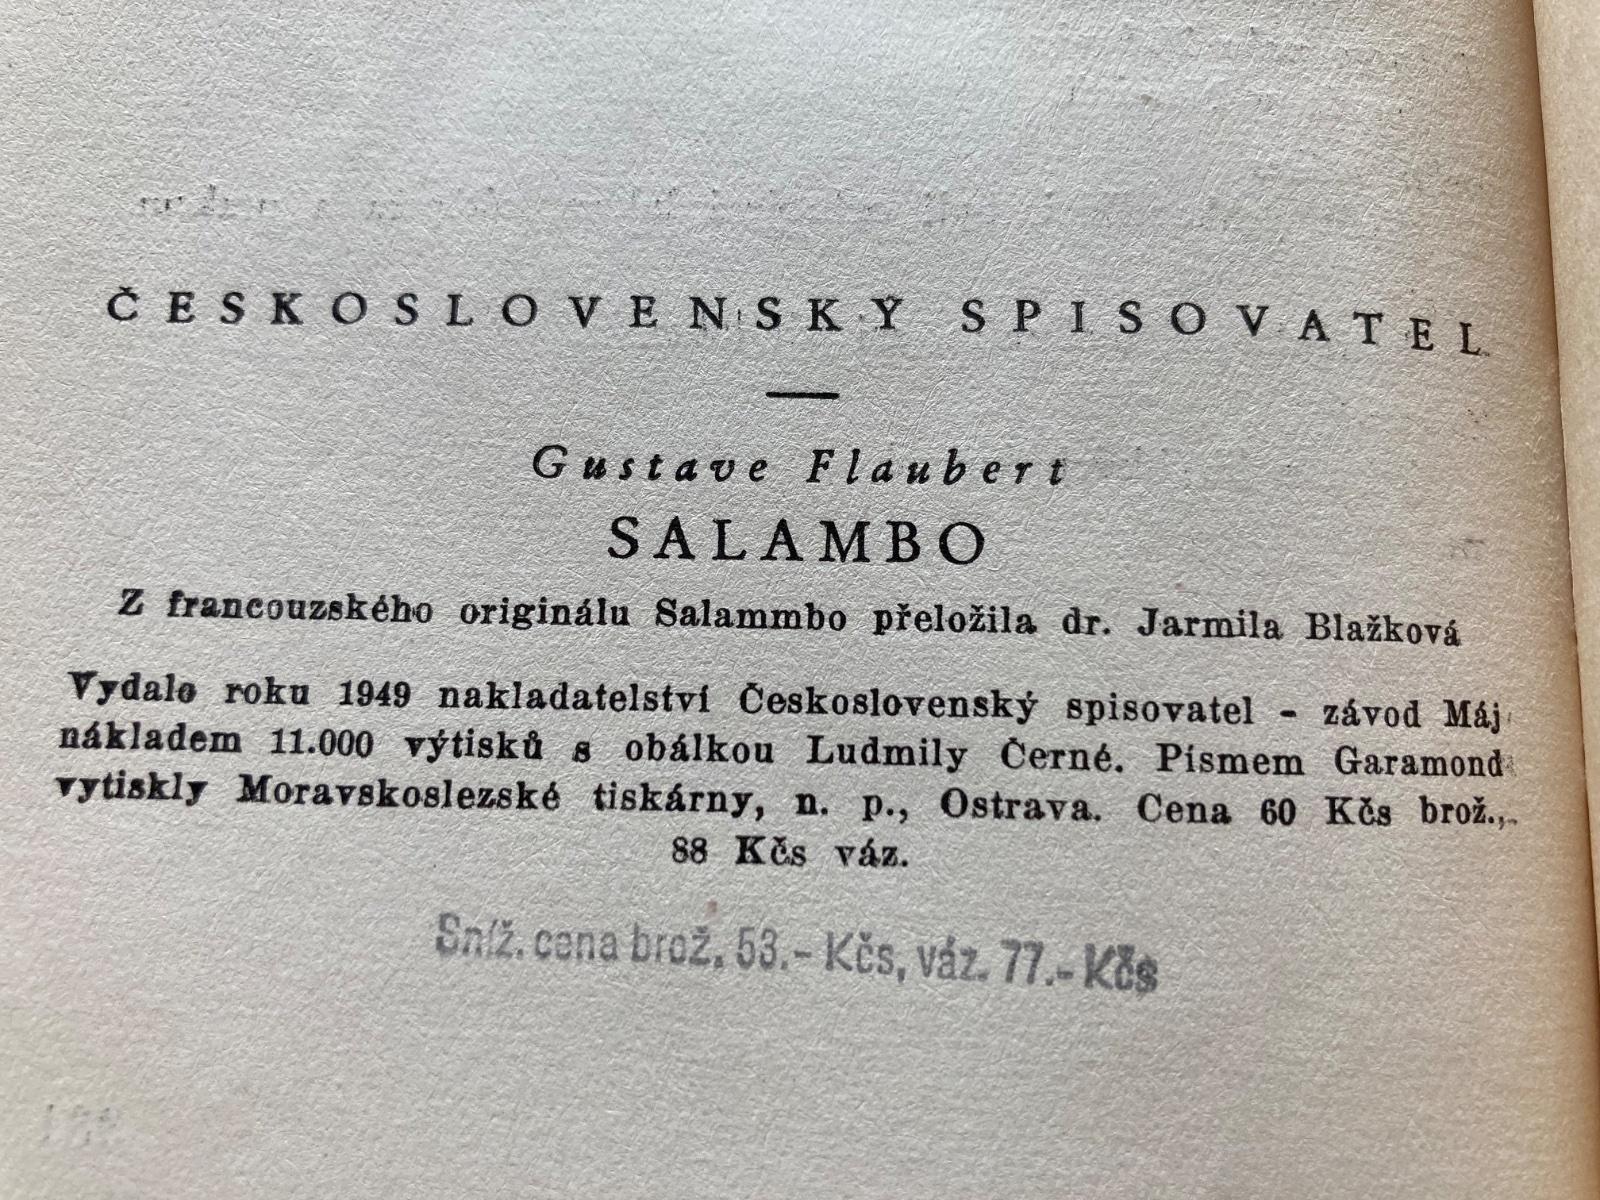 ČESKOSLOVENSKÝ SPISOVATEL
Gustave Flaubert
SALAMBO
Z francouzského originálu Salammbo přeložila dr. Jarmila Blažková
Vydalo roku 1949 nakladatelství Československý spisovatel - závod Máj
nákladem 11.000 výtisků s obálkou Ludmily Černé. Písmem Garamond
vytiskly Moravskoslezské tiskárny, n. p., Ostrava. Cena 60 Kčs brož.,
88 Kčs váz.
Sníž. cena brož. 53.- Kčs, váz. 77.- Kčs